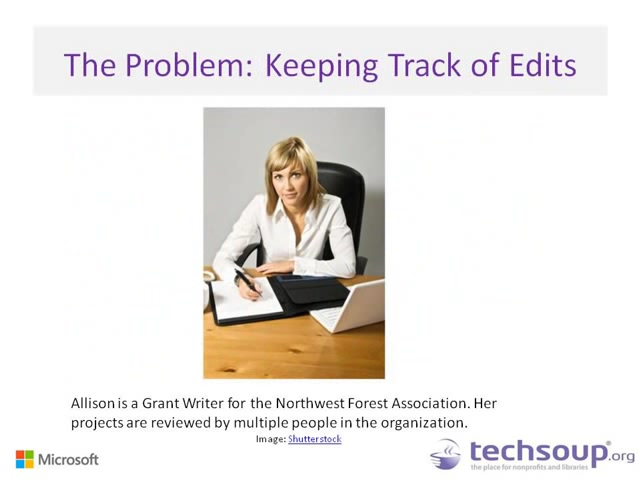 The Problem: Keeping Track of Edits
Allison is a Grant Writer for the Northwest Forest Association. Her
projects are reviewed by multiple people in the organization.
Image: Shutterstock
Microsoft
techsoup®.org
the place for nonprofits and libraries